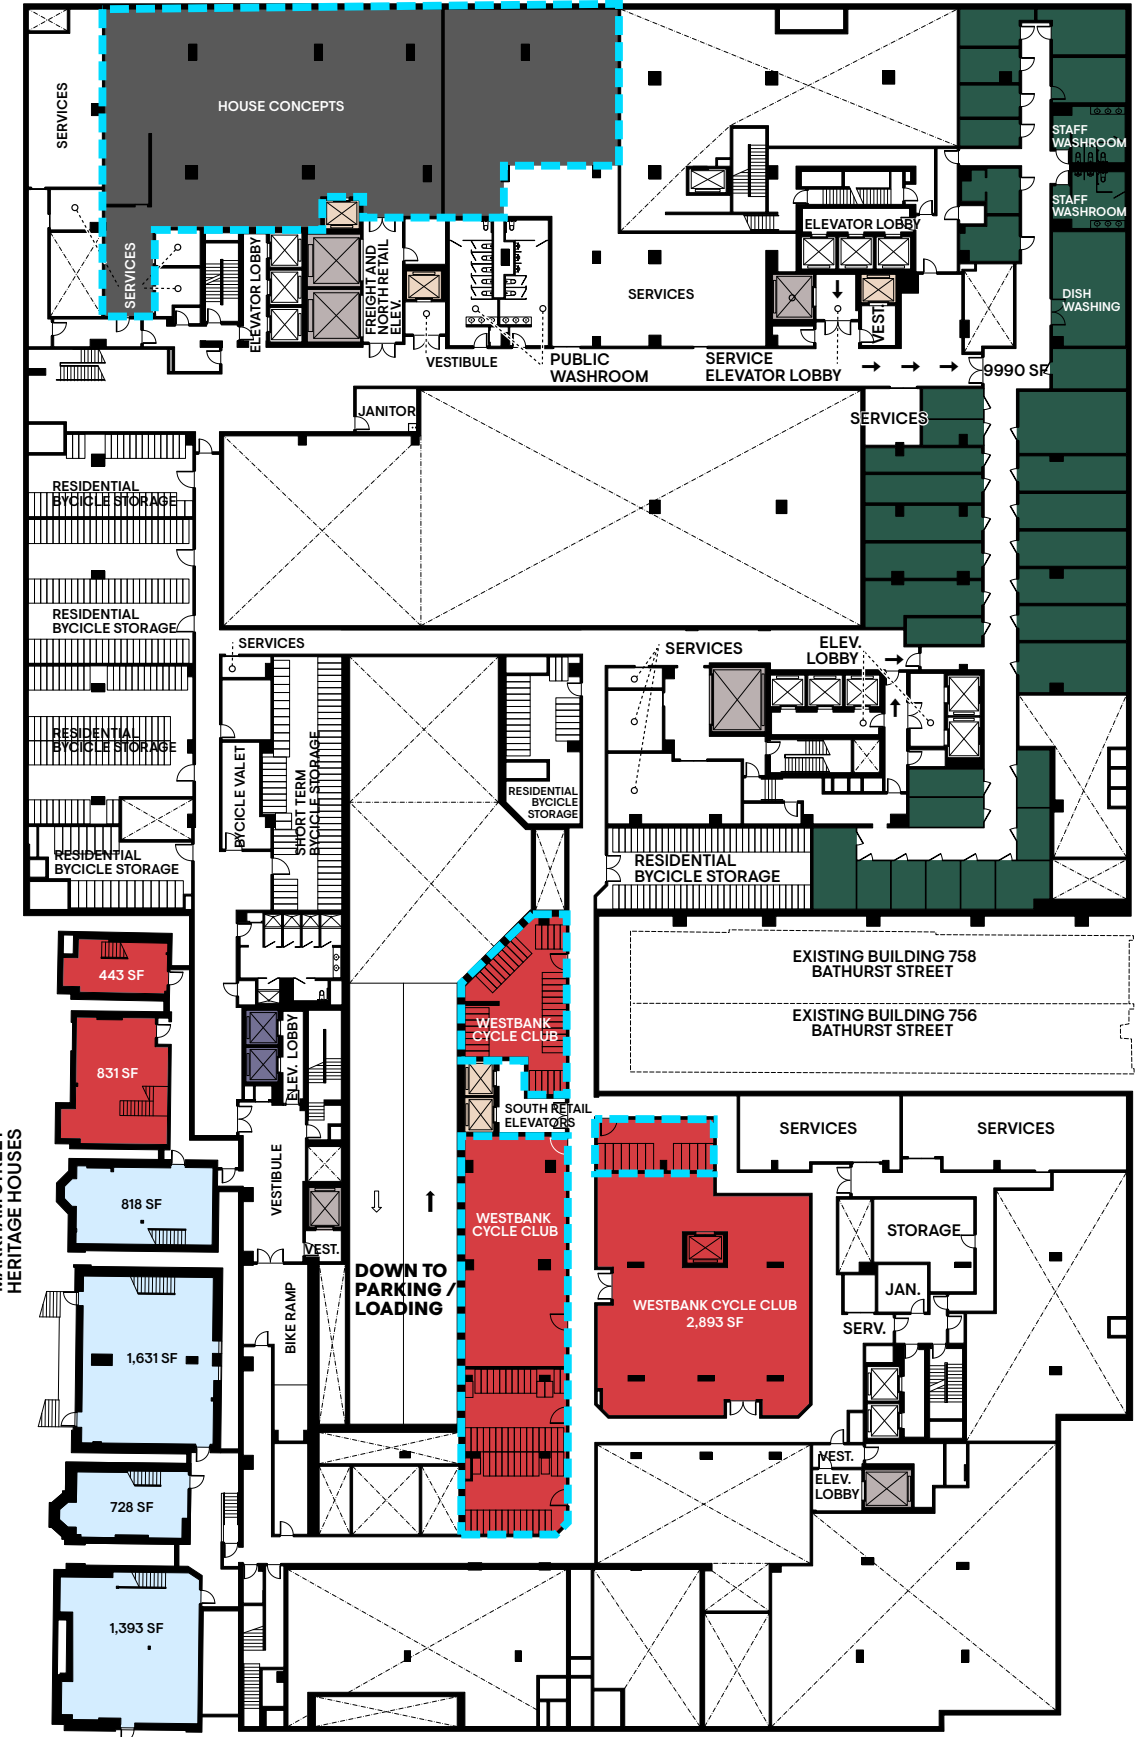 HOUSE CONCEPTS
SERVICES
STAFF
WASHROOM
STAFF
WASHROOM
ELEVATOR LOBBY
SERVICES
ELEVATOR LOBBY
FREIGHT AND
NORTH RETAIL
ELEV.
SERVICES
DISH
WASHING
VEST.
VESTIBULE
PUBLIC
WASHROOM
SERVICE
ELEVATOR LOBBY
9990 SF
JANITOR
SERVICES
RESIDENTIAL
BYCICLE STORAGE
RESIDENTIAL
BYCICLE STORAGE
SERVICES
SERVICES
ELEV.
LOBBY
RESIDENTIAL
BYCICLE STORAGE
BYCICLE VALET
SHORT TERM
BYCICLE STORAGE
RESIDENTIAL
BYCICLE
STORAGE
RESIDENTIAL
BYCICLE STORAGE
RESIDENTIAL
BYCICLE STORAGE
443 SF
EXISTING BUILDING 758
BATHURST STREET
EXISTING BUILDING 756
BATHURST STREET
WESTBANK
CYCLE CLUB
831 SF
ELEV. LOBBY
SOUTH RETAIL
ELEVATORS
SERVICES
SERVICES
HERITAGE HOUSES
818 SF
VESTIBULE
WESTBANK
CYCLE CLUB
STORAGE
VEST.
DOWN TO
PARKING /
LOADING
JAN.
WESTBANK CYCLE CLUB
2,893 SF
SERV.
BIKE RAMP
1,631 SF
VEST.
ELEV.
LOBBY
728 SF
1,393 SF